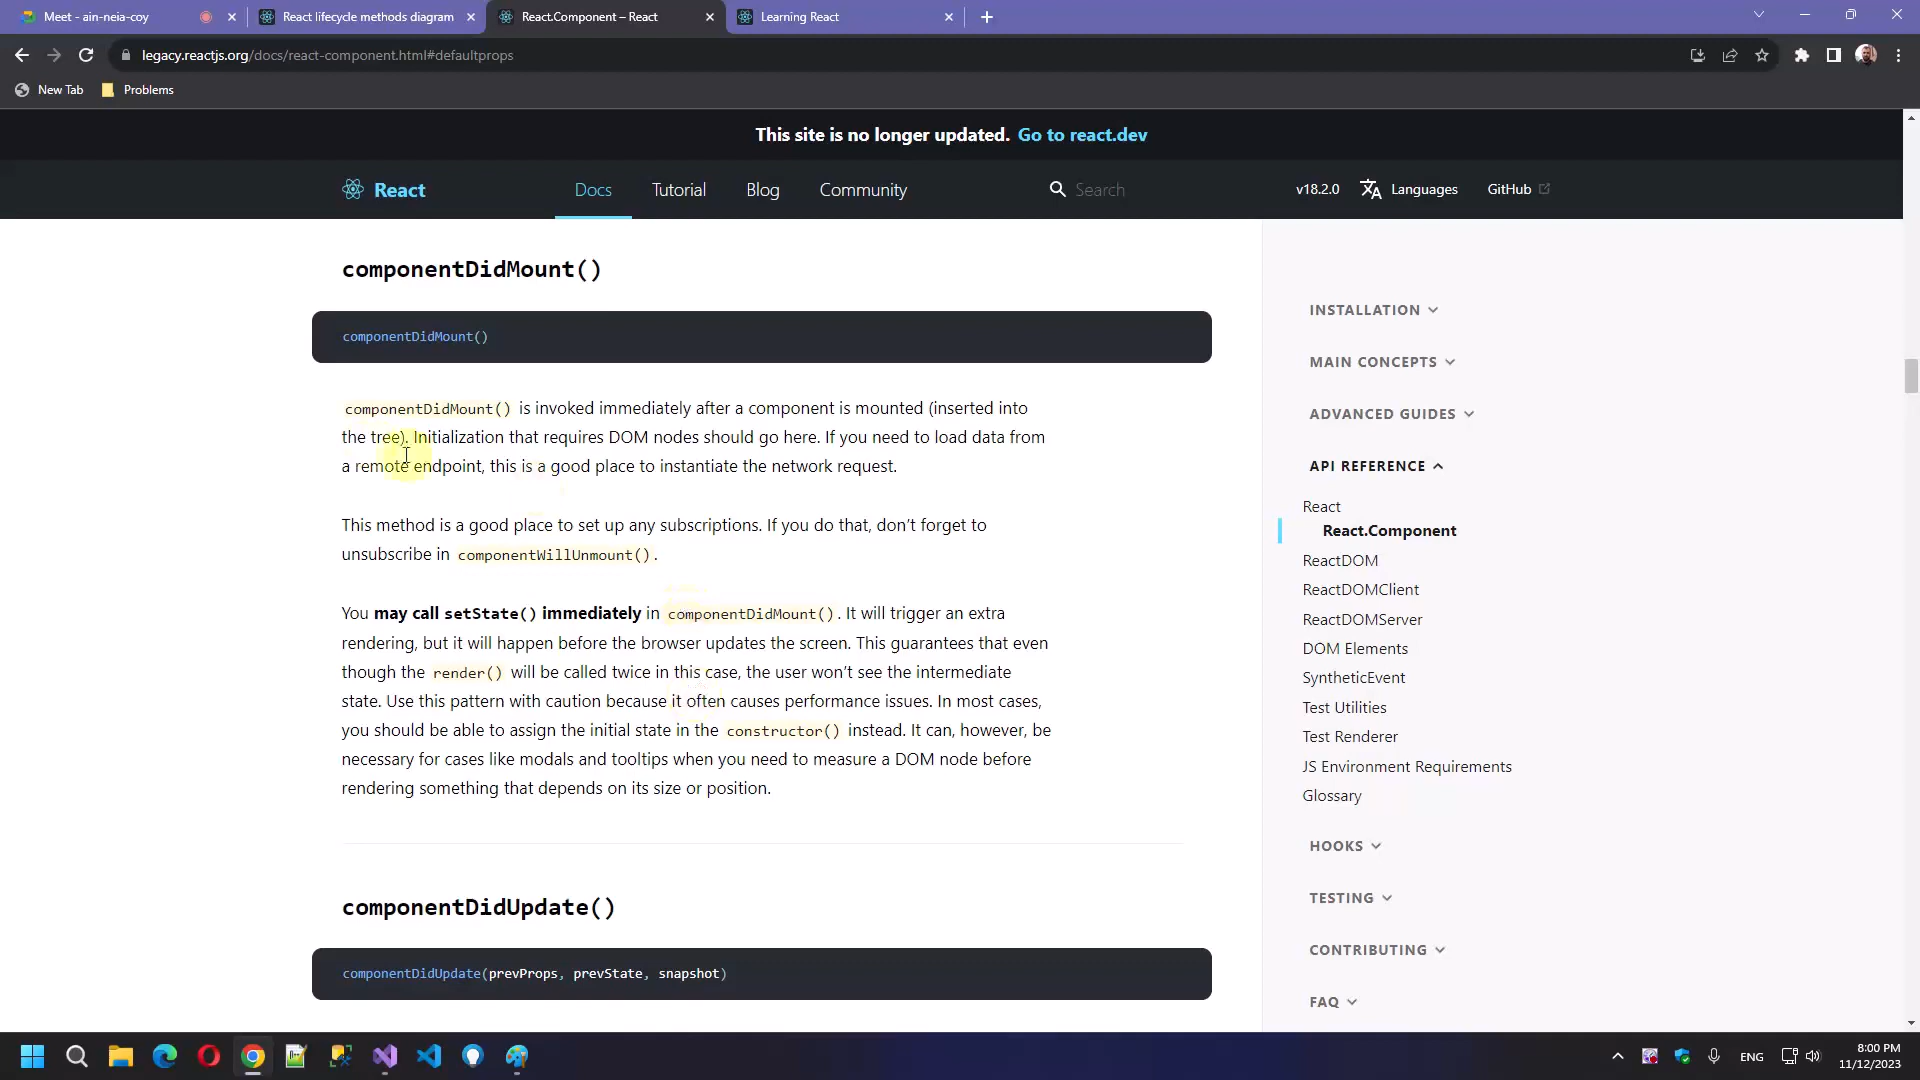 Meet - ain-neia-coy
React lifecycle methods diagram
React.Component – React
Learning React
legacy.reactjs.org/docs/react-component.html#defaultprops
New Tab
Problems
This site is no longer updated. Go to react.dev
React
Docs
Tutorial
Blog
Community
Search
v18.2.0
Languages
GitHub
componentDidMount()
componentDidMount()
componentDidMount() is invoked immediately after a component is mounted (inserted into
the tree). Initialization that requires DOM nodes should go here. If you need to load data from
a remote endpoint, this is a good place to instantiate the network request.
This method is a good place to set up any subscriptions. If you do that, don’t forget to
unsubscribe in componentWillUnmount().
You may call setState() immediately in componentDidMount(). It will trigger an extra
rendering, but it will happen before the browser updates the screen. This guarantees that even
though the render() will be called twice in this case, the user won’t see the intermediate
state. Use this pattern with caution because it often causes performance issues. In most cases,
you should be able to assign the initial state in the constructor() instead. It can, however, be
necessary for cases like modals and tooltips when you need to measure a DOM node before
rendering something that depends on its size or position.
componentDidUpdate()
componentDidUpdate(prevProps, prevState, snapshot)
INSTALLATION
MAIN CONCEPTS
ADVANCED GUIDES
API REFERENCE
React
React.Component
ReactDOM
ReactDOMClient
ReactDOMServer
DOM Elements
SyntheticEvent
Test Utilities
Test Renderer
JS Environment Requirements
Glossary
HOOKS
TESTING
CONTRIBUTING
FAQ
ENG
8:00 PM
11/12/2023